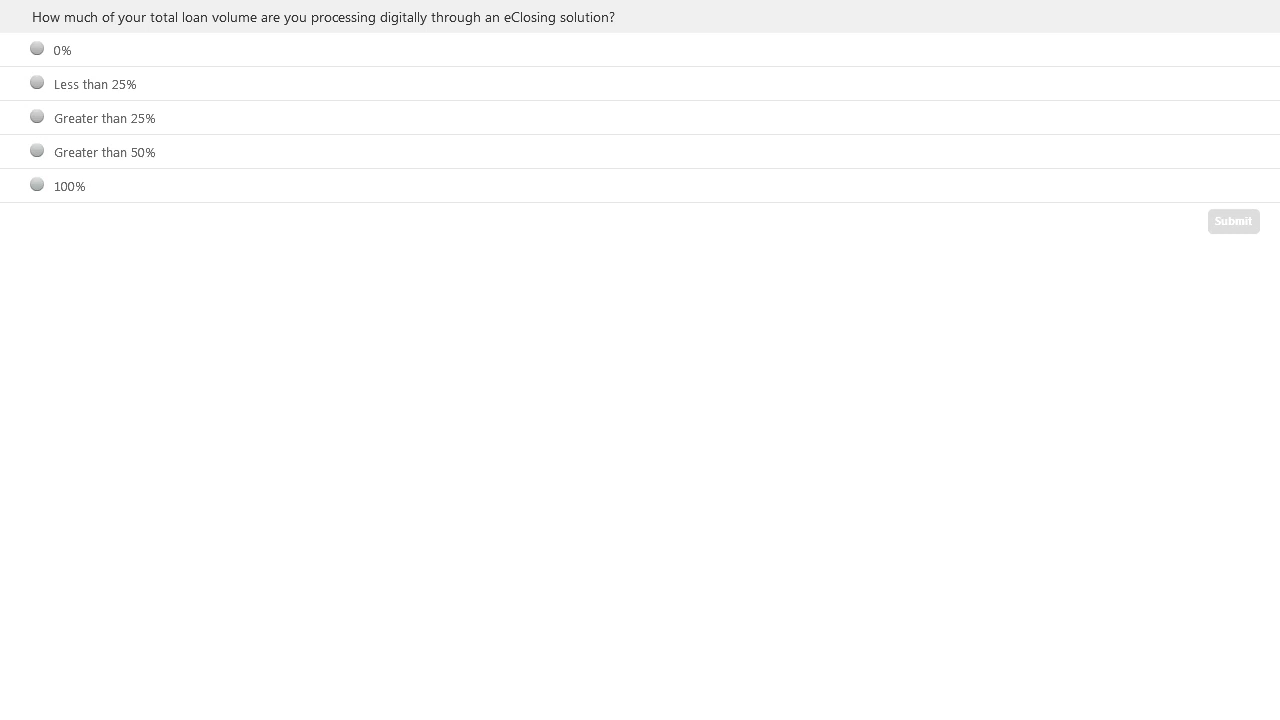 How much of your total loan volume are you processing digitally through an eClosing solution?
0%
Less than 25%
Greater than 25%
Greater than 50%
100%
Submit